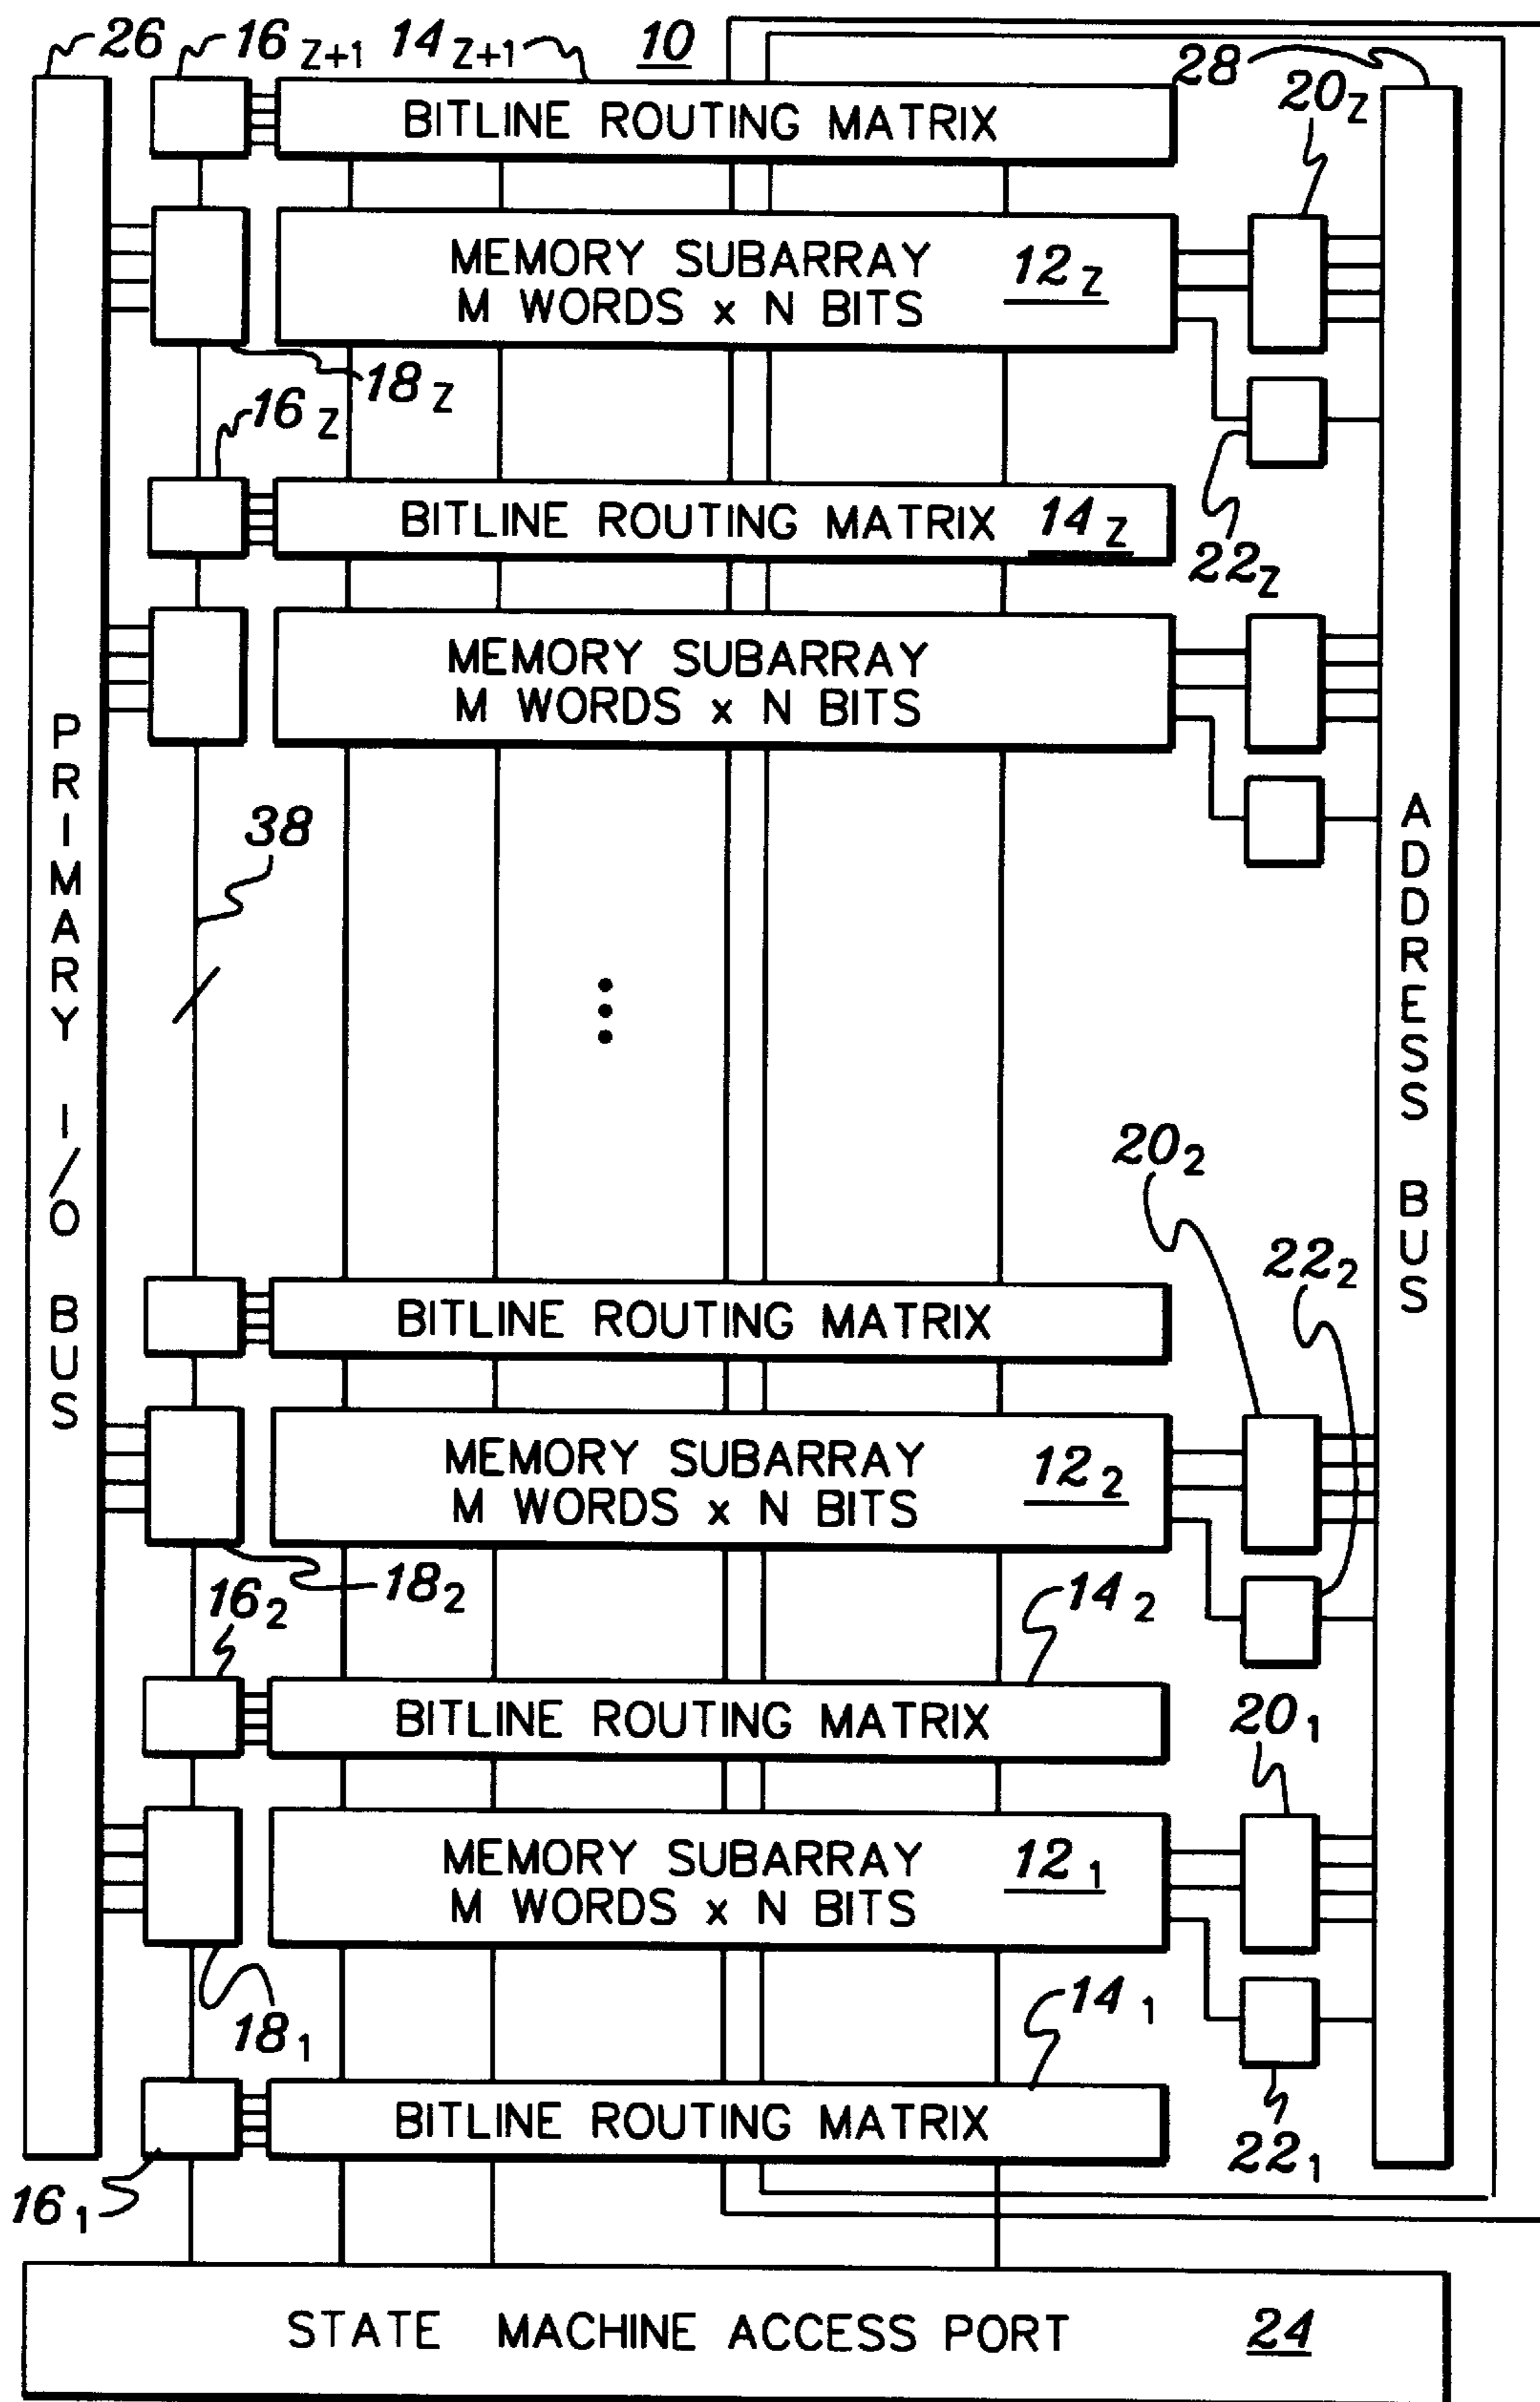 26 16 Z+1 14 Z+1 10
28 20 Z
BITLINE ROUTING MATRIX
MEMORY SUBARRAY 12 Z
M WORDS x N BITS
18 Z
16 Z
BITLINE ROUTING MATRIX 14 Z
22 Z
MEMORY SUBARRAY
M WORDS x N BITS
PRIMARY I/O BUS
38
ADDRESS BUS
20 2
22 2
BITLINE ROUTING MATRIX
MEMORY SUBARRAY 12 2
M WORDS x N BITS
18 2
16 2
14 2
BITLINE ROUTING MATRIX
20 1
MEMORY SUBARRAY 12 1
M WORDS x N BITS
18 1
14 1
BITLINE ROUTING MATRIX
22 1
16 1
STATE MACHINE ACCESS PORT 24